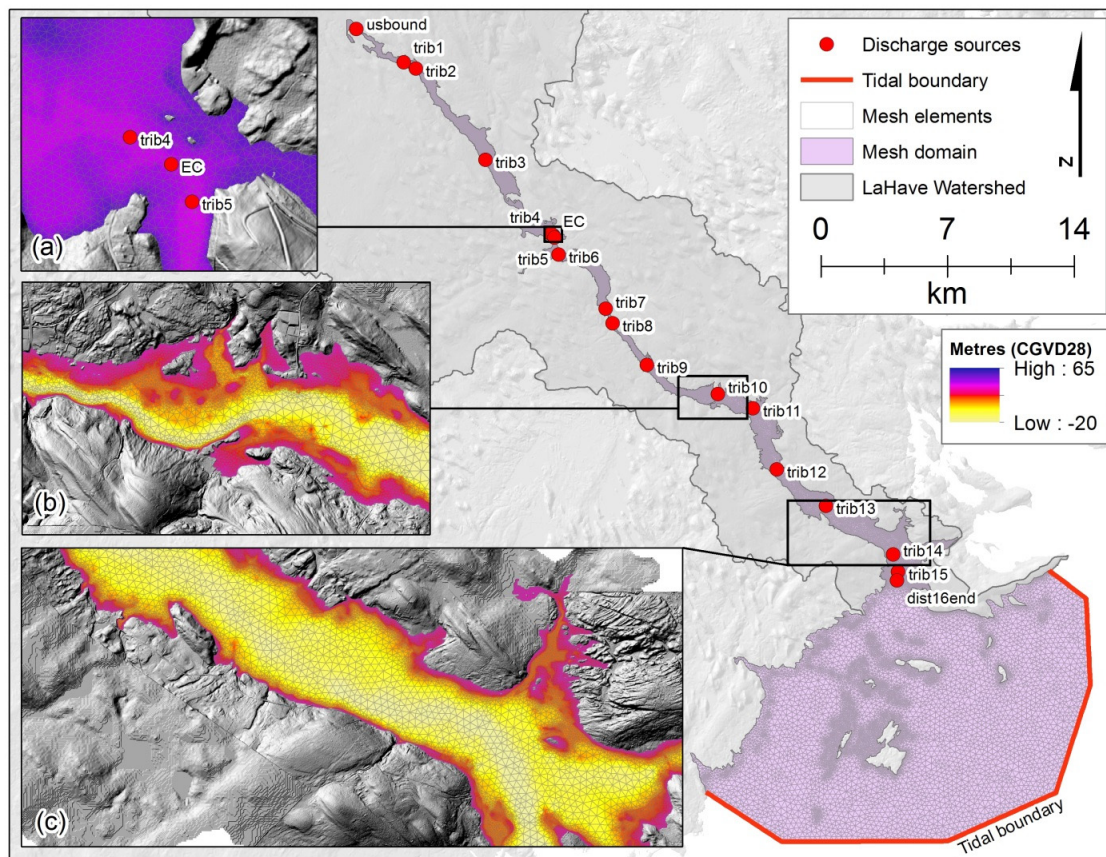 usbound
trib1
trib2
trib3
trib4
EC
trib5
trib6
trib7
trib8
trib9
trib10
trib11
trib12
trib13
trib14
trib15
dist16end
Tidal boundary
trib4
EC
trib5
(a)
(b)
(c)
Discharge sources
Tidal boundary
Mesh elements
Mesh domain
LaHave Watershed
N
0 7 14
km
Metres (CGVD28)
High : 65
Low : -20